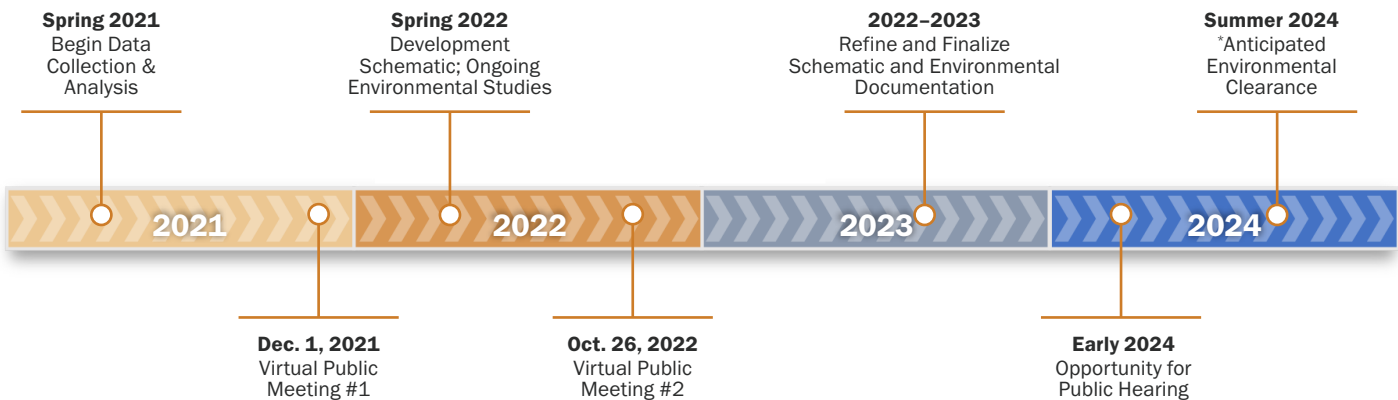 Spring 2021
Begin Data
Collection &
Analysis
Spring 2022
Development
Schematic; Ongoing
Environmental Studies
2022–2023
Refine and Finalize
Schematic and Environmental
Documentation
Summer 2024
*Anticipated
Environmental
Clearance
2021
2022
2023
2024
Dec. 1, 2021
Virtual Public
Meeting #1
Oct. 26, 2022
Virtual Public
Meeting #2
Early 2024
Opportunity for
Public Hearing